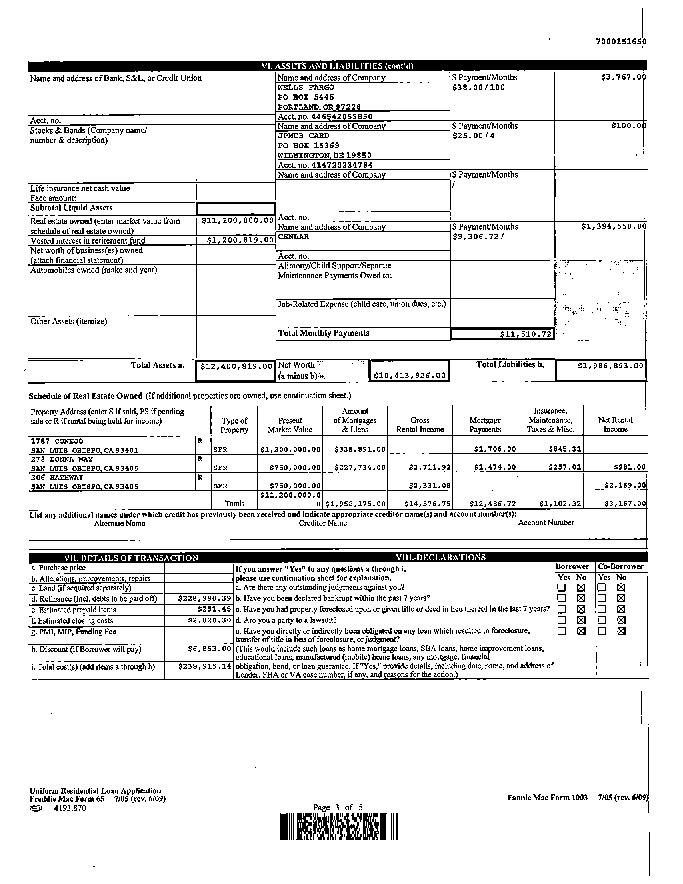 7000251650
VI. ASSETS AND LIABILITIES (cont'd)
Name and address of Bank, S&L, or Credit Union
Name and address of Company
$ Payment/Months
$3,767.00
WELLS FARGO
$38.00/100
PO BOX 5445
PORTLAND, OR 97228
Acct. no.
Acct. no. 446542055850
Stocks & Bonds (Company name/
number & description)
Name and address of Company
$ Payment/Months
$100.00
CARD
$25.00/4
PO BOX 15369
WILMINGTON, DE 19850
Acct. no. 414720234784
Name and address of Company
$ Payment/Months
/
Life insurance net cash value
Face amount:
Subtotal Liquid Assets
Acct. no.
Real estate owned (enter market value from
schedule of real estate owned)
$11,200,000.00
Name and address of Company
$ Payment/Months
$1,394,550.00
Vested interest in retirement fund
$1,200,819.00
CENLAR
$9,306.72/
Net worth of business(es) owned
(attach financial statement)
Acct. no.
Automobiles owned (make and year)
Alimony/Child Support/Separate
Maintenance Payments Owed to:
Job-Related Expense (child care, union dues, etc.)
Other Assets (itemize)
Total Monthly Payments
$11,510.72
Total Assets a.
$12,400,819.00
Net Worth
(a minus b)
$10,413,926.00
Total Liabilities b.
$1,986,893.00
Schedule of Real Estate Owned (If additional properties are owned, use continuation sheet.)
Property Address (enter S if sold, PS if pending
sale or R if rental being held for income)
Type of
Property
Present
Market Value
Amount
of Mortgages
& Liens
Gross
Rental Income
Mortgage
Payments
Insurance,
Maintenance,
Taxes & Misc.
Net Rental
Income
R
SAN LUIS OBISPO, CA 93401
SFR
$1,200,000.00
$338,891.00
$1,706.00
$845.31
R
SAN LUIS OBISPO, CA 93405
SFR
$750,000.00
$227,734.00
$2,711.92
$1,474.00
$257.01
$981.00
R
SAN LUIS OBISPO, CA 93405
SFR
$750,000.00
$2,331.08
$2,189.00
Totals
$11,200,000.0
0
$1,952,175.00
$14,576.75
$12,486.72
$1,102.32
$3,187.00
List any additional names under which credit has previously been received and indicate appropriate creditor name(s) and account number(s):
Alternate Name
Creditor Name
Account Number
VII. DETAILS OF TRANSACTION
VIII. DECLARATIONS
a. Purchase price
b. Alterations, improvements, repairs
c. Land (if acquired separately)
d. Refinance (incl. debts to be paid off)
$228,990.39
e. Estimated prepaid items
$251.45
f. Estimated closing costs
$2,820.30
g. PMI, MIP, Funding Fee
h. Discount (if Borrower will pay)
$6,853.00
i. Total cost(s) (add items a through h)
$238,915.14
If you answer "Yes" to any questions a through i,
please use continuation sheet for explanation.
Borrower
Co-Borrower
Yes No
Yes No
a. Are there any outstanding judgments against you?
b. Have you been declared bankrupt within the past 7 years?
c. Have you had property foreclosed upon or given title or deed in lieu thereof in the last 7 years?
d. Are you a party to a lawsuit?
e. Have you directly or indirectly been obligated on any loan which resulted in foreclosure,
transfer of title in lieu of foreclosure, or judgment?
(This would include such loans as home mortgage loans, SBA loans, home improvement loans,
educational loans, manufactured (mobile) home loans, any mortgage, financial
obligation, bond, or loan guarantee. If "Yes," provide details, including date, name, and address of
Lender, FHA or VA case number, if any, and reasons for the action.)
Uniform Residential Loan Application
Freddie Mac Form 65 7/05 (rev. 6/09)
4193.870
Page 3 of 5
Fannie Mae Form 1003 7/05 (rev. 6/09)